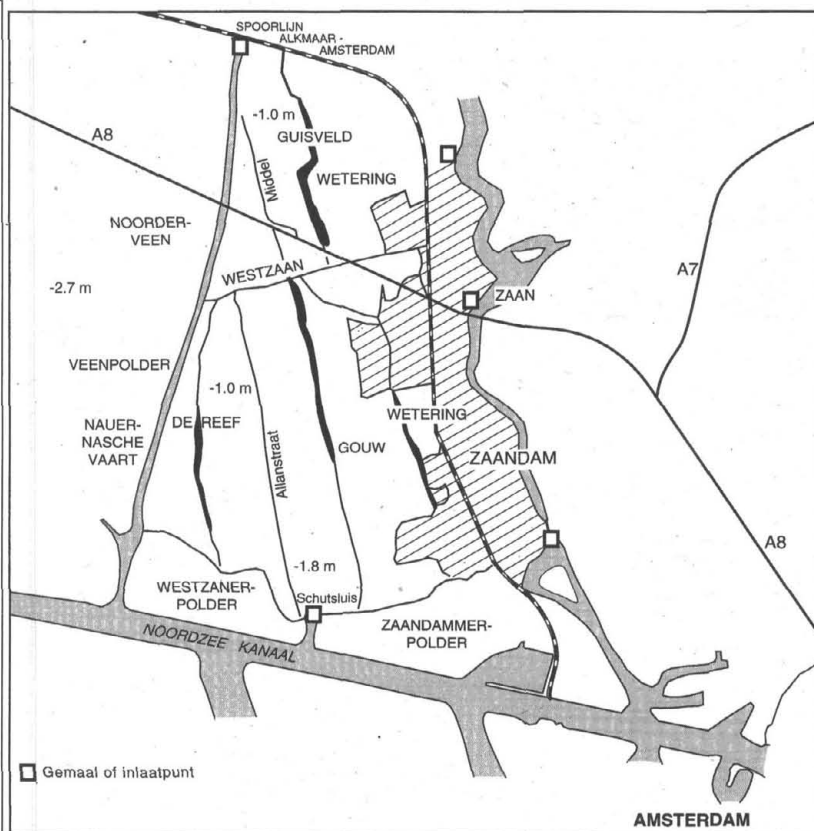 SPOORLIJN
ALKMAAR -
AMSTERDAM
A8
-1.0 m
GUISVELD
Middel
WETERING
NOORDER-
VEEN
WESTZAAN
-2.7 m
ZAAN
A7
VEENPOLDER
-1.0 m
NAUER-
NASCHE
VAART
DE REEF
Allanstraat
GOUW
WETERING
ZAANDAM
A8
-1.8 m
Schutsluis
WESTZANER-
POLDER
ZAANDAMMER-
POLDER
NOORDZEE KANAAL
Gemaal of inlaatpunt
AMSTERDAM